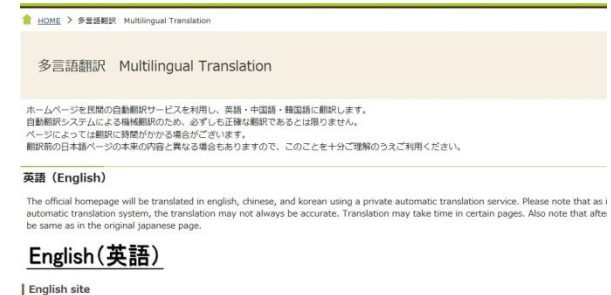 HOME > 多言語翻訳 Multilingual Translation
多言語翻訳 Multilingual Translation
ホームページを民間の自動翻訳サービスを利用し、英語・中国語・韓国語に翻訳します。
自動翻訳システムによる機械翻訳のため、必ずしも正確な翻訳であるとは限りません。
ページによっては翻訳に時間がかかる場合がございます。
翻訳前の日本語ページの本来の内容と異なる場合もありますので、このことを十分ご理解のうえご利用ください。
英語（English）
The official homepage will be translated in english, chinese, and korean using a private automatic translation service. Please note that as i
automatic translation system, the translation may not always be accurate. Translation may take time in certain pages. Also note that after
be same as in the original japanese page.
English(英語)
English site